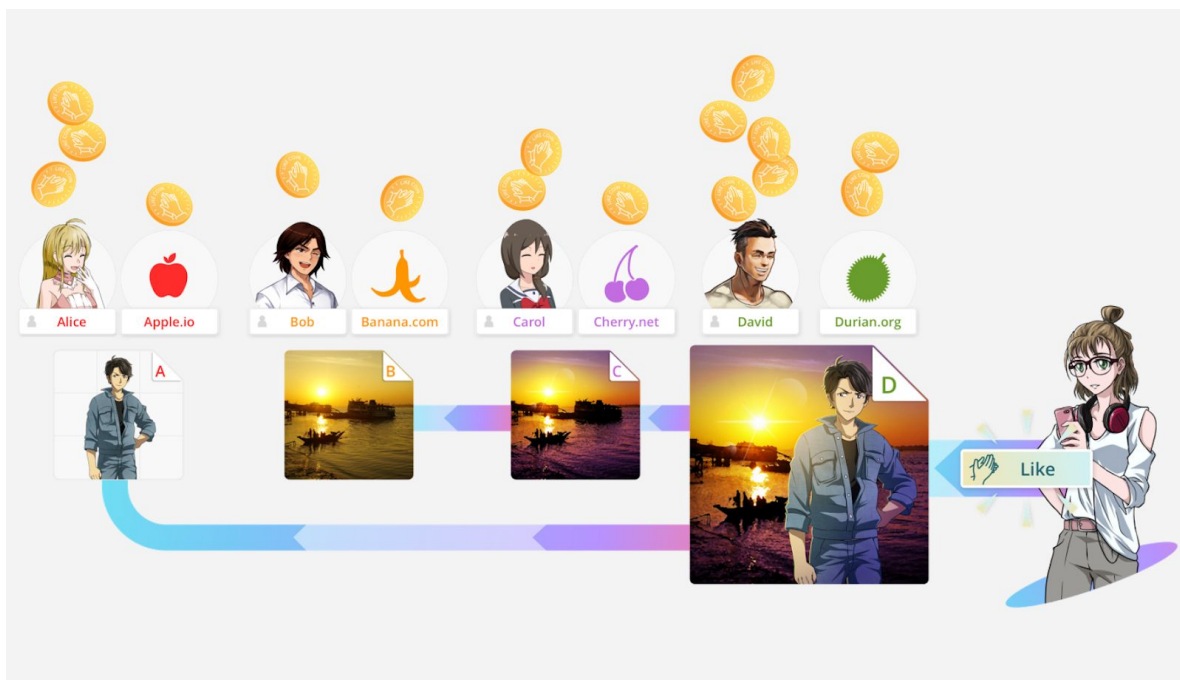 Alice
Apple.io
Bob
Banana.com
Carol
Cherry.net
David
Durian.org
A
B
C
D
Like